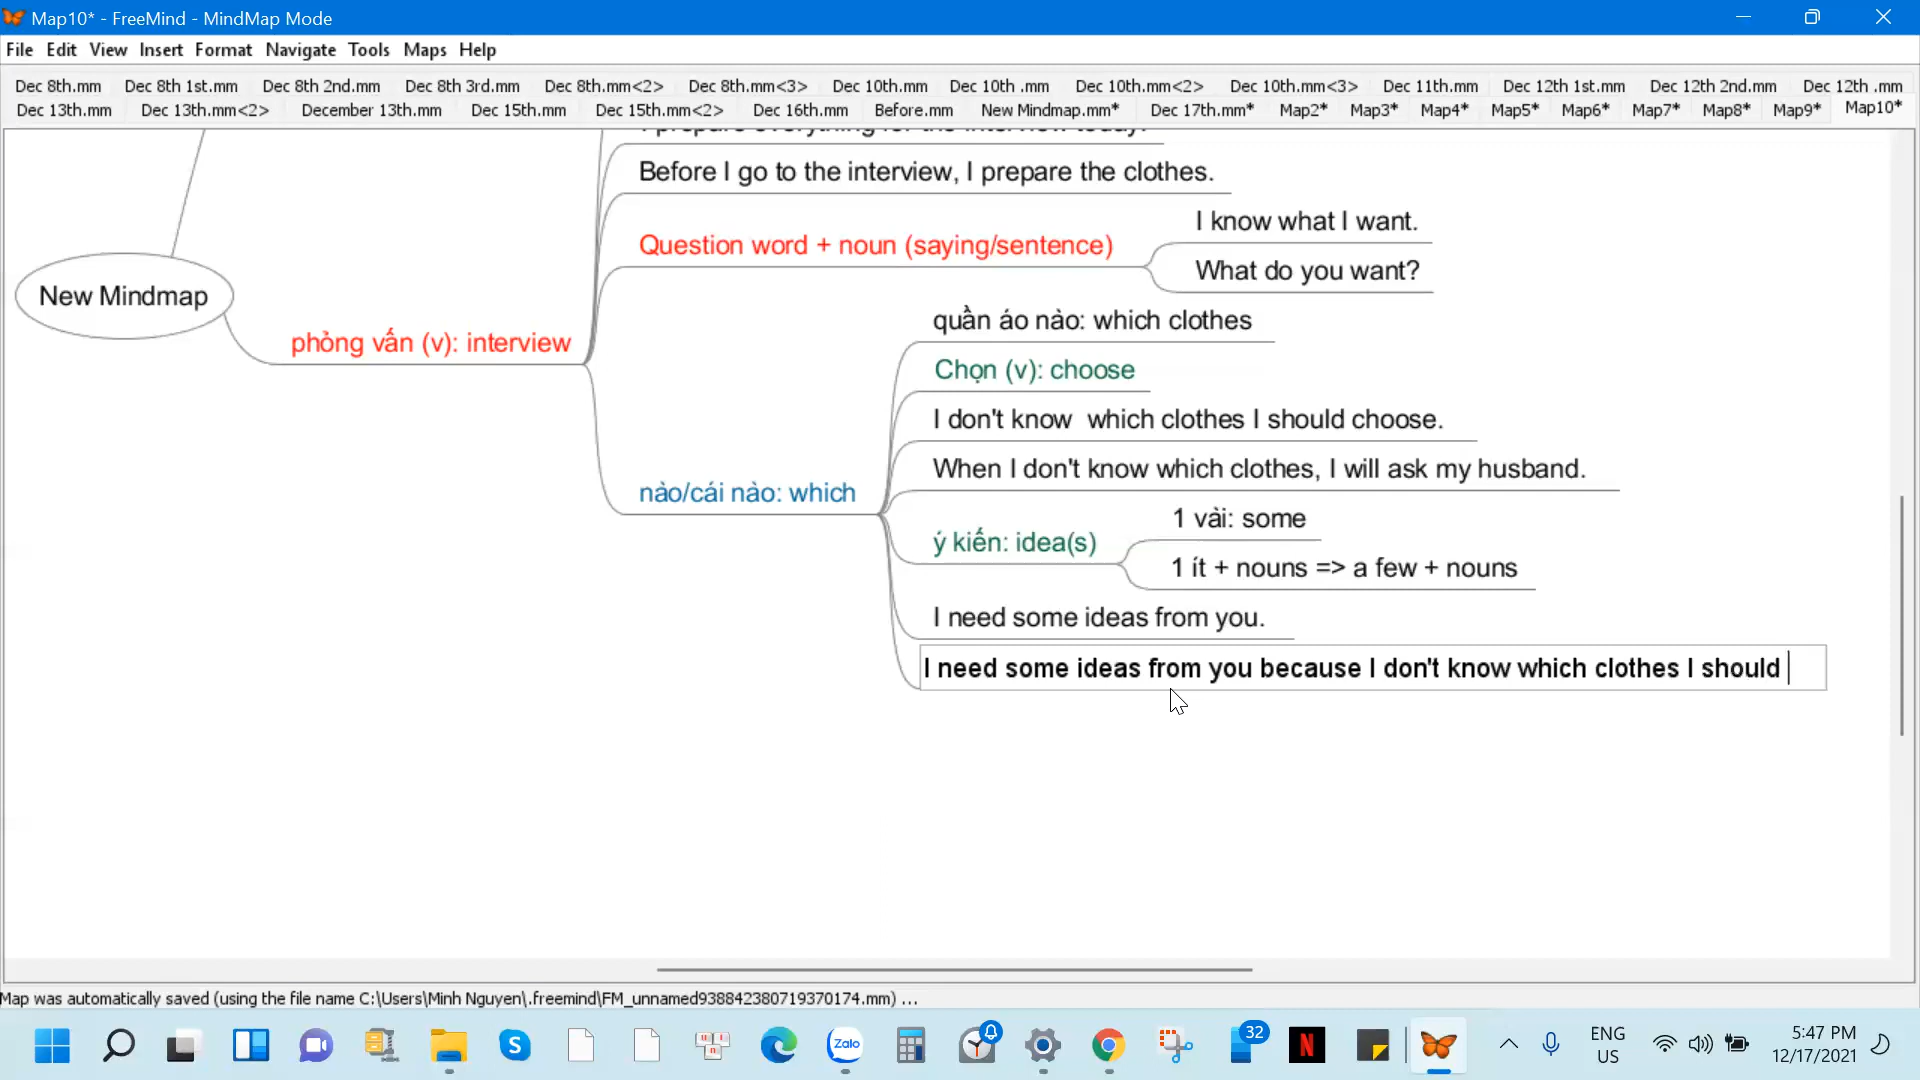 Map10* - FreeMind - MindMap Mode
File Edit View Insert Format Navigate Tools Maps Help
Dec 8th.mm Dec 8th 1st.mm Dec 8th 2nd.mm Dec 8th 3rd.mm Dec 8th.mm<2> Dec 8th.mm<3> Dec 10th.mm Dec 10th .mm Dec 10th.mm<2> Dec 10th.mm<3> Dec 11th.mm Dec 12th 1st.mm Dec 12th 2nd.mm Dec 12th .mm
Dec 13th.mm Dec 13th.mm<2> December 13th.mm Dec 15th.mm Dec 15th.mm<2> Dec 16th.mm Before.mm New Mindmap.mm* Dec 17th.mm* Map2* Map3* Map4* Map5* Map6* Map7* Map8* Map9* Map10*
I prepare everything for the interview today.
Before I go to the interview, I prepare the clothes.
I know what I want.
Question word + noun (saying/sentence)
What do you want?
New Mindmap
quần áo nào: which clothes
phỏng vấn (v): interview
Chọn (v): choose
I don't know  which clothes I should choose.
When I don't know which clothes, I will ask my husband.
nào/cái nào: which
1 vài: some
ý kiến: idea(s)
1 ít + nouns => a few + nouns
I need some ideas from you.
I need some ideas from you because I don't know which clothes I should
Map was automatically saved (using the file name C:\Users\Minh Nguyen\.freemind\FM_unnamed938842380719370174.mm) ...
Zalo
32
N
ENG
US
5:47 PM
12/17/2021